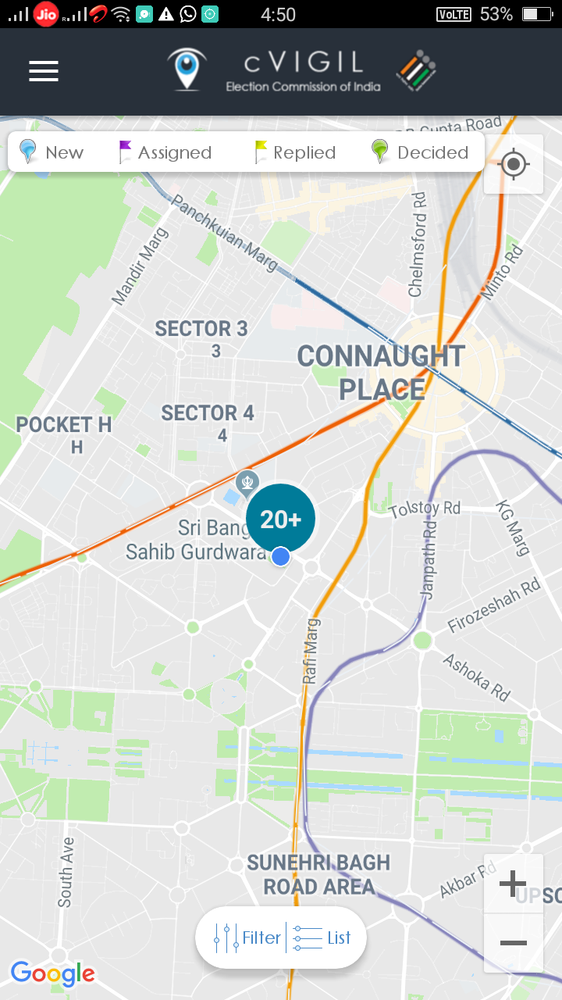 Jio R 4:50 VoLTE 53%
cVIGIL
Election Commission of India
Gupta Road
New Assigned Replied Decided
Panchkuian Marg
Chelmsford Rd
Mandir Marg
Minto Rd
SECTOR 3
3
CONNAUGHT
PLACE
SECTOR 4
4
POCKET H
H
20+
Tolstoy Rd
KG Marg
Sri Bang
Sahib Gurdwara
Janpath Rd
Firozeshah Rd
Rafi Marg
Ashoka Rd
South Ave
SUNEHRI BAGH
ROAD AREA
Akbar Rd
+
UPSC
Filter List
−
Google